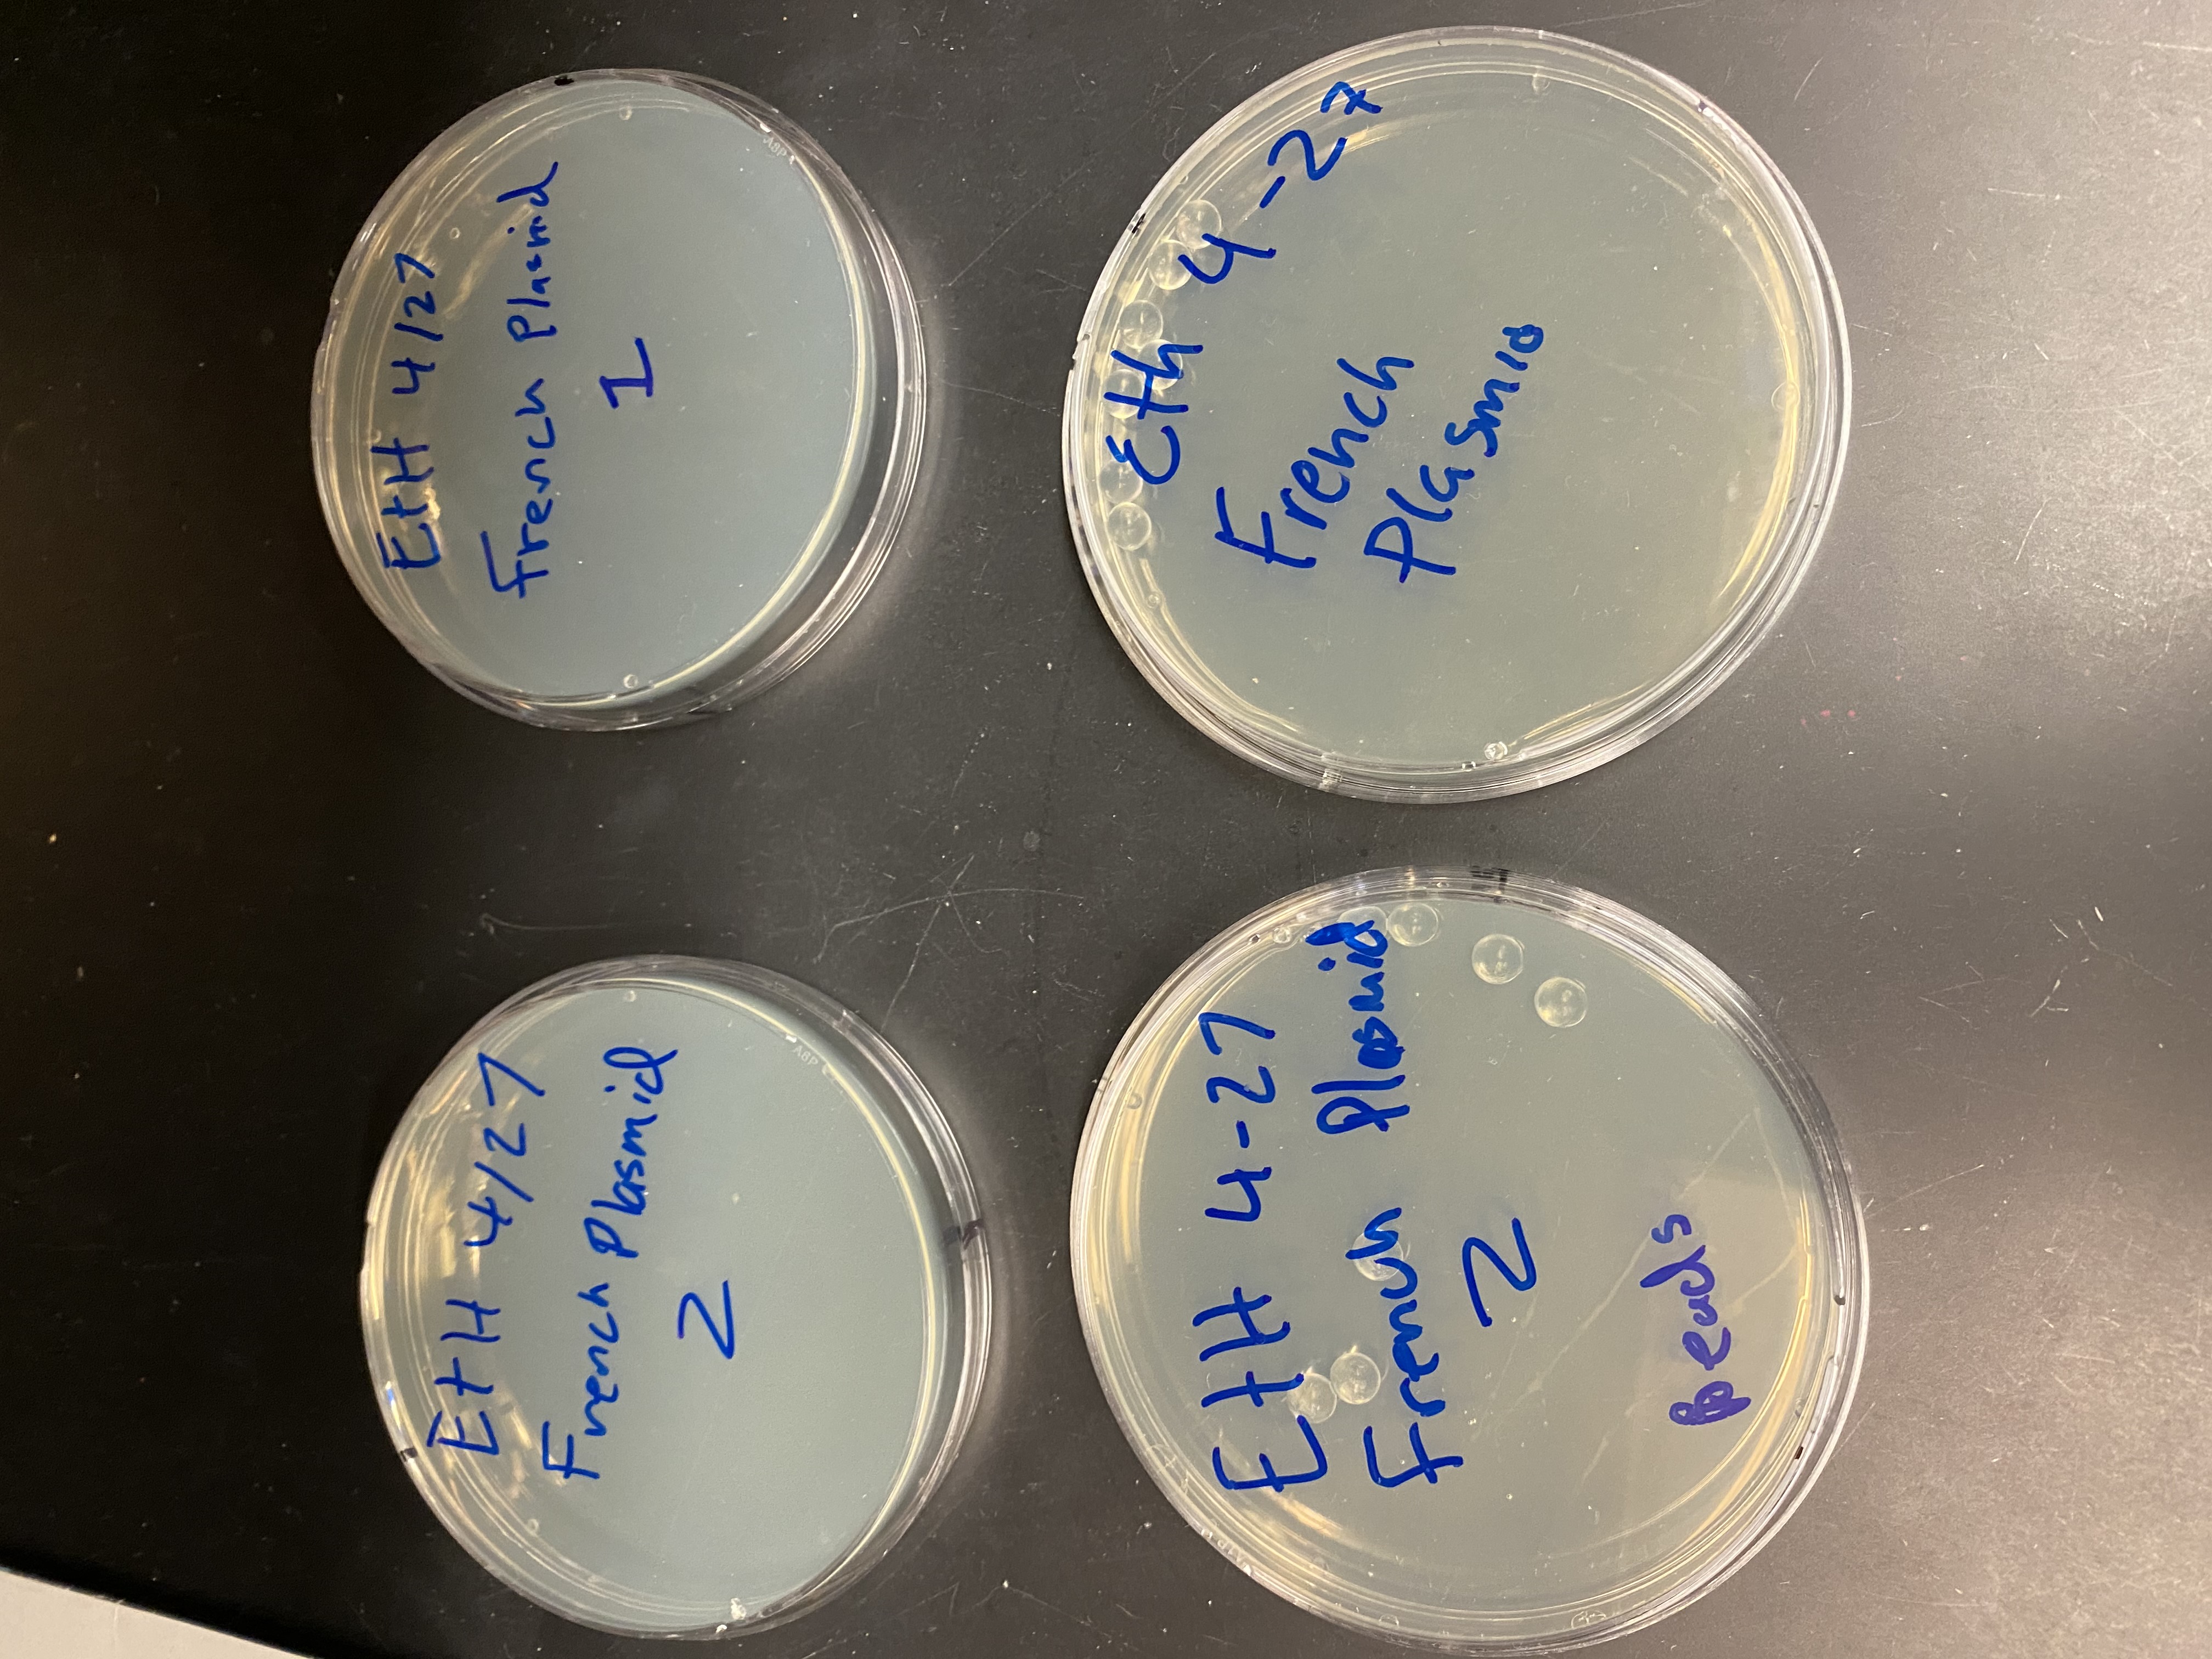 EtH 4/27
French Plasmid
2
EtH 4/27
French Plasmid
1
EtH 4-27
French Plasmid
2
Beads
Eth 4-27
French
Plasmid